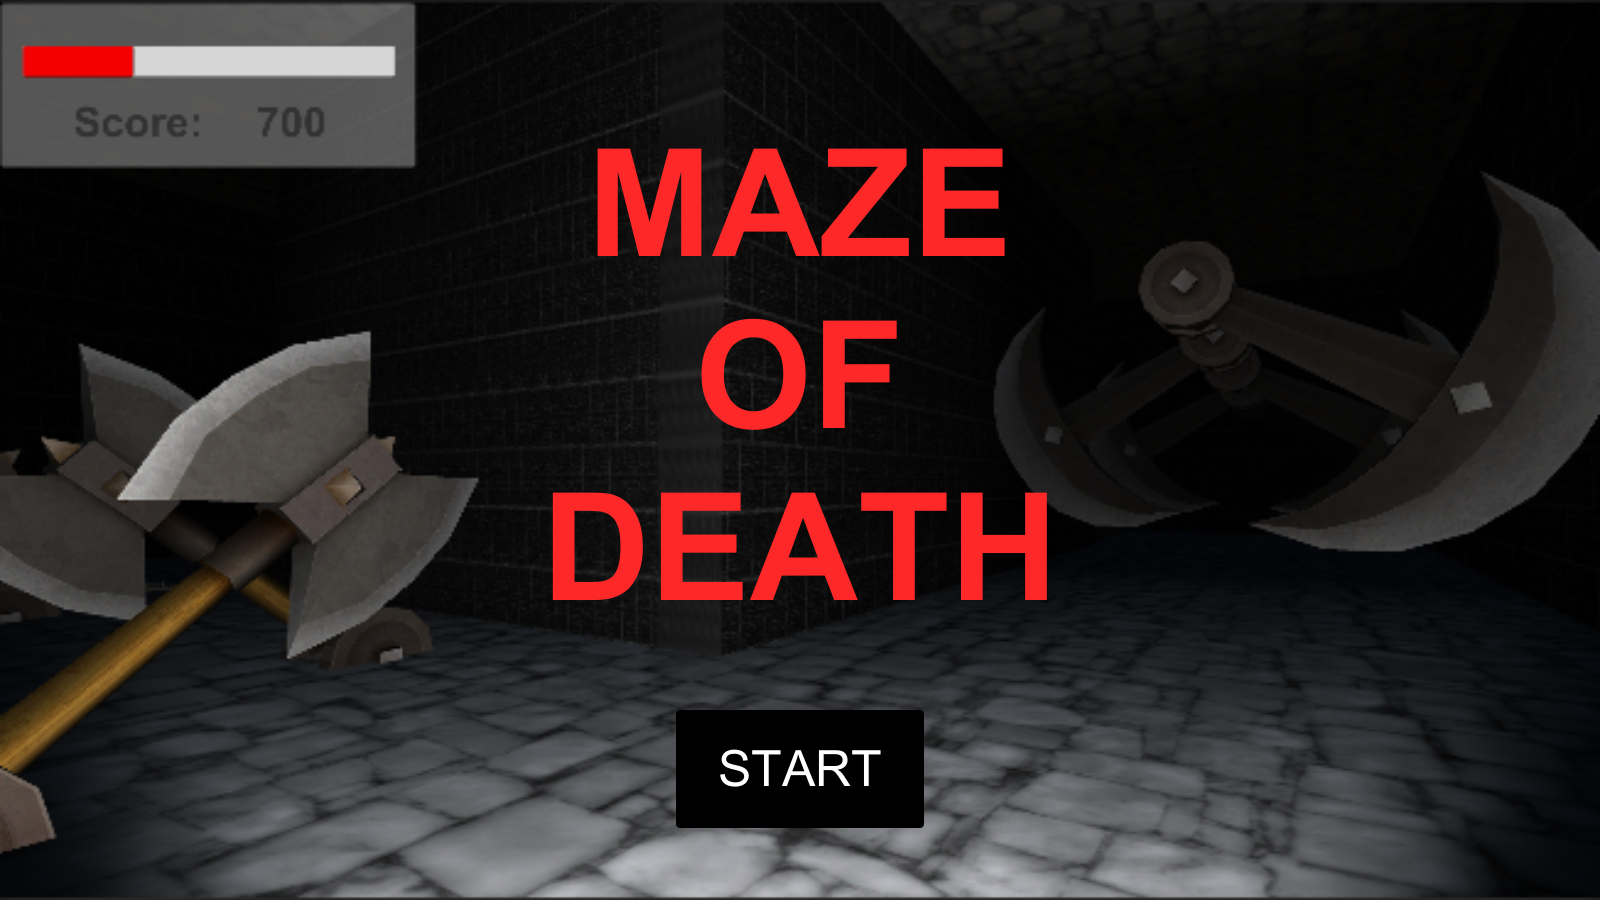 Score: 700
MAZE
OF
DEATH
START